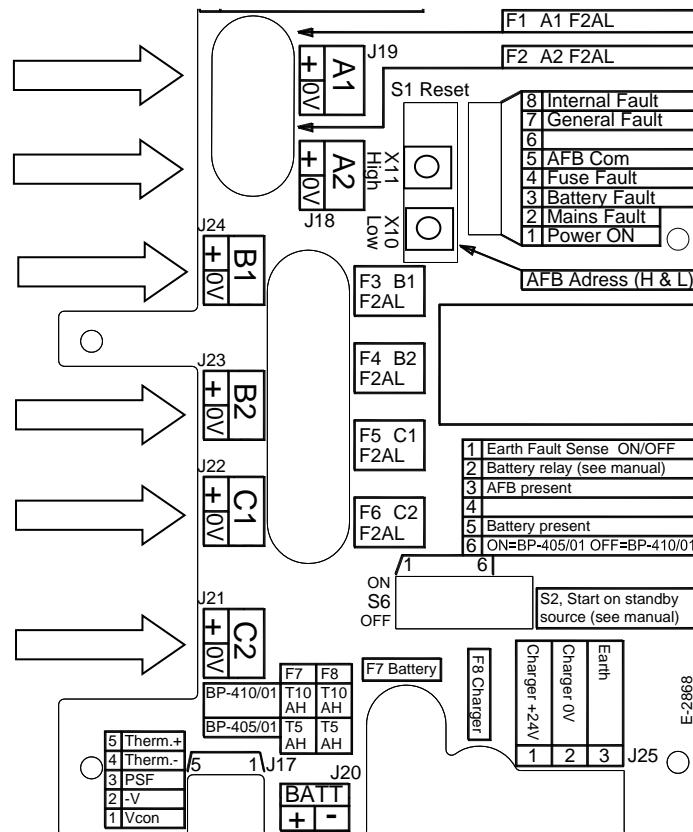 F1 A1 F2AL
J19
+ 0V A1
F2 A2 F2AL
S1 Reset
8 Internal Fault
7 General Fault
6
5 AFB Com
4 Fuse Fault
3 Battery Fault
2 Mains Fault
1 Power ON
+ 0V A2
J18
High X11
Low X10
AFB Adress (H & L)
J24
+ 0V B1
F3 B1
F2AL
F4 B2
F2AL
J23
+ 0V B2
F5 C1
F2AL
J22
+ 0V C1
F6 C2
F2AL
1 Earth Fault Sense ON/OFF
2 Battery relay (see manual)
3 AFB present
4
5 Battery present
6 ON=BP-405/01 OFF=BP-410/01
1 6
ON
S6
OFF
S2, Start on standby
source (see manual)
J21
+ 0V C2
F7 F8
BP-410/01 T10 AH T10 AH
BP-405/01 T5 AH T5 AH
F7 Battery
F8 Charger
Charger +24V
Charger 0V
Earth
1 2 3 J25
E-2868
5 Therm.+
4 Therm.-
3 PSF
2 -V
1 Vcon
5 1 J17
J20
BATT
+ -